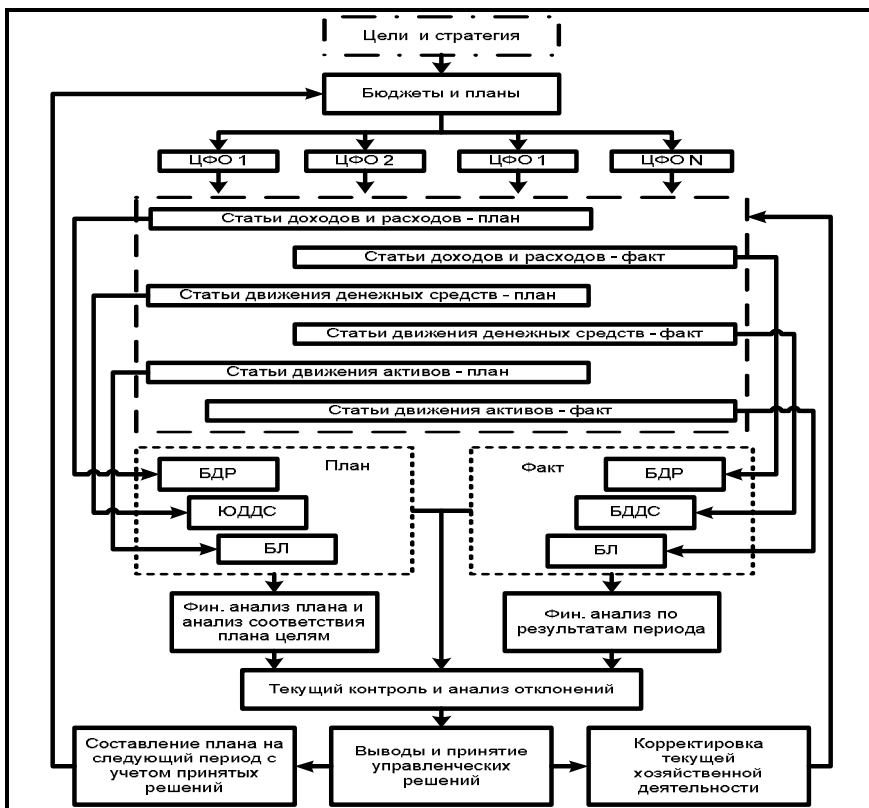 Цели и стратегия
Бюджеты и планы
ЦФО 1
ЦФО 2
ЦФО 1
ЦФО N
Статьи доходов и расходов - план
Статьи доходов и расходов - факт
Статьи движения денежных средств - план
Статьи движения денежных средств - факт
Статьи движения активов - план
Статьи движения активов - факт
План
БДР
ЮДДС
БЛ
Факт
БДР
БДДС
БЛ
Фин. анализ плана и
анализ соответствия
плана целям
Фин. анализ по
результатам периода
Текущий контроль и анализ отклонений
Составление плана на
следующий период с
учетом принятых
решений
Выводы и принятие
управленческих
решений
Корректировка
текущей
хозяйственной
деятельности